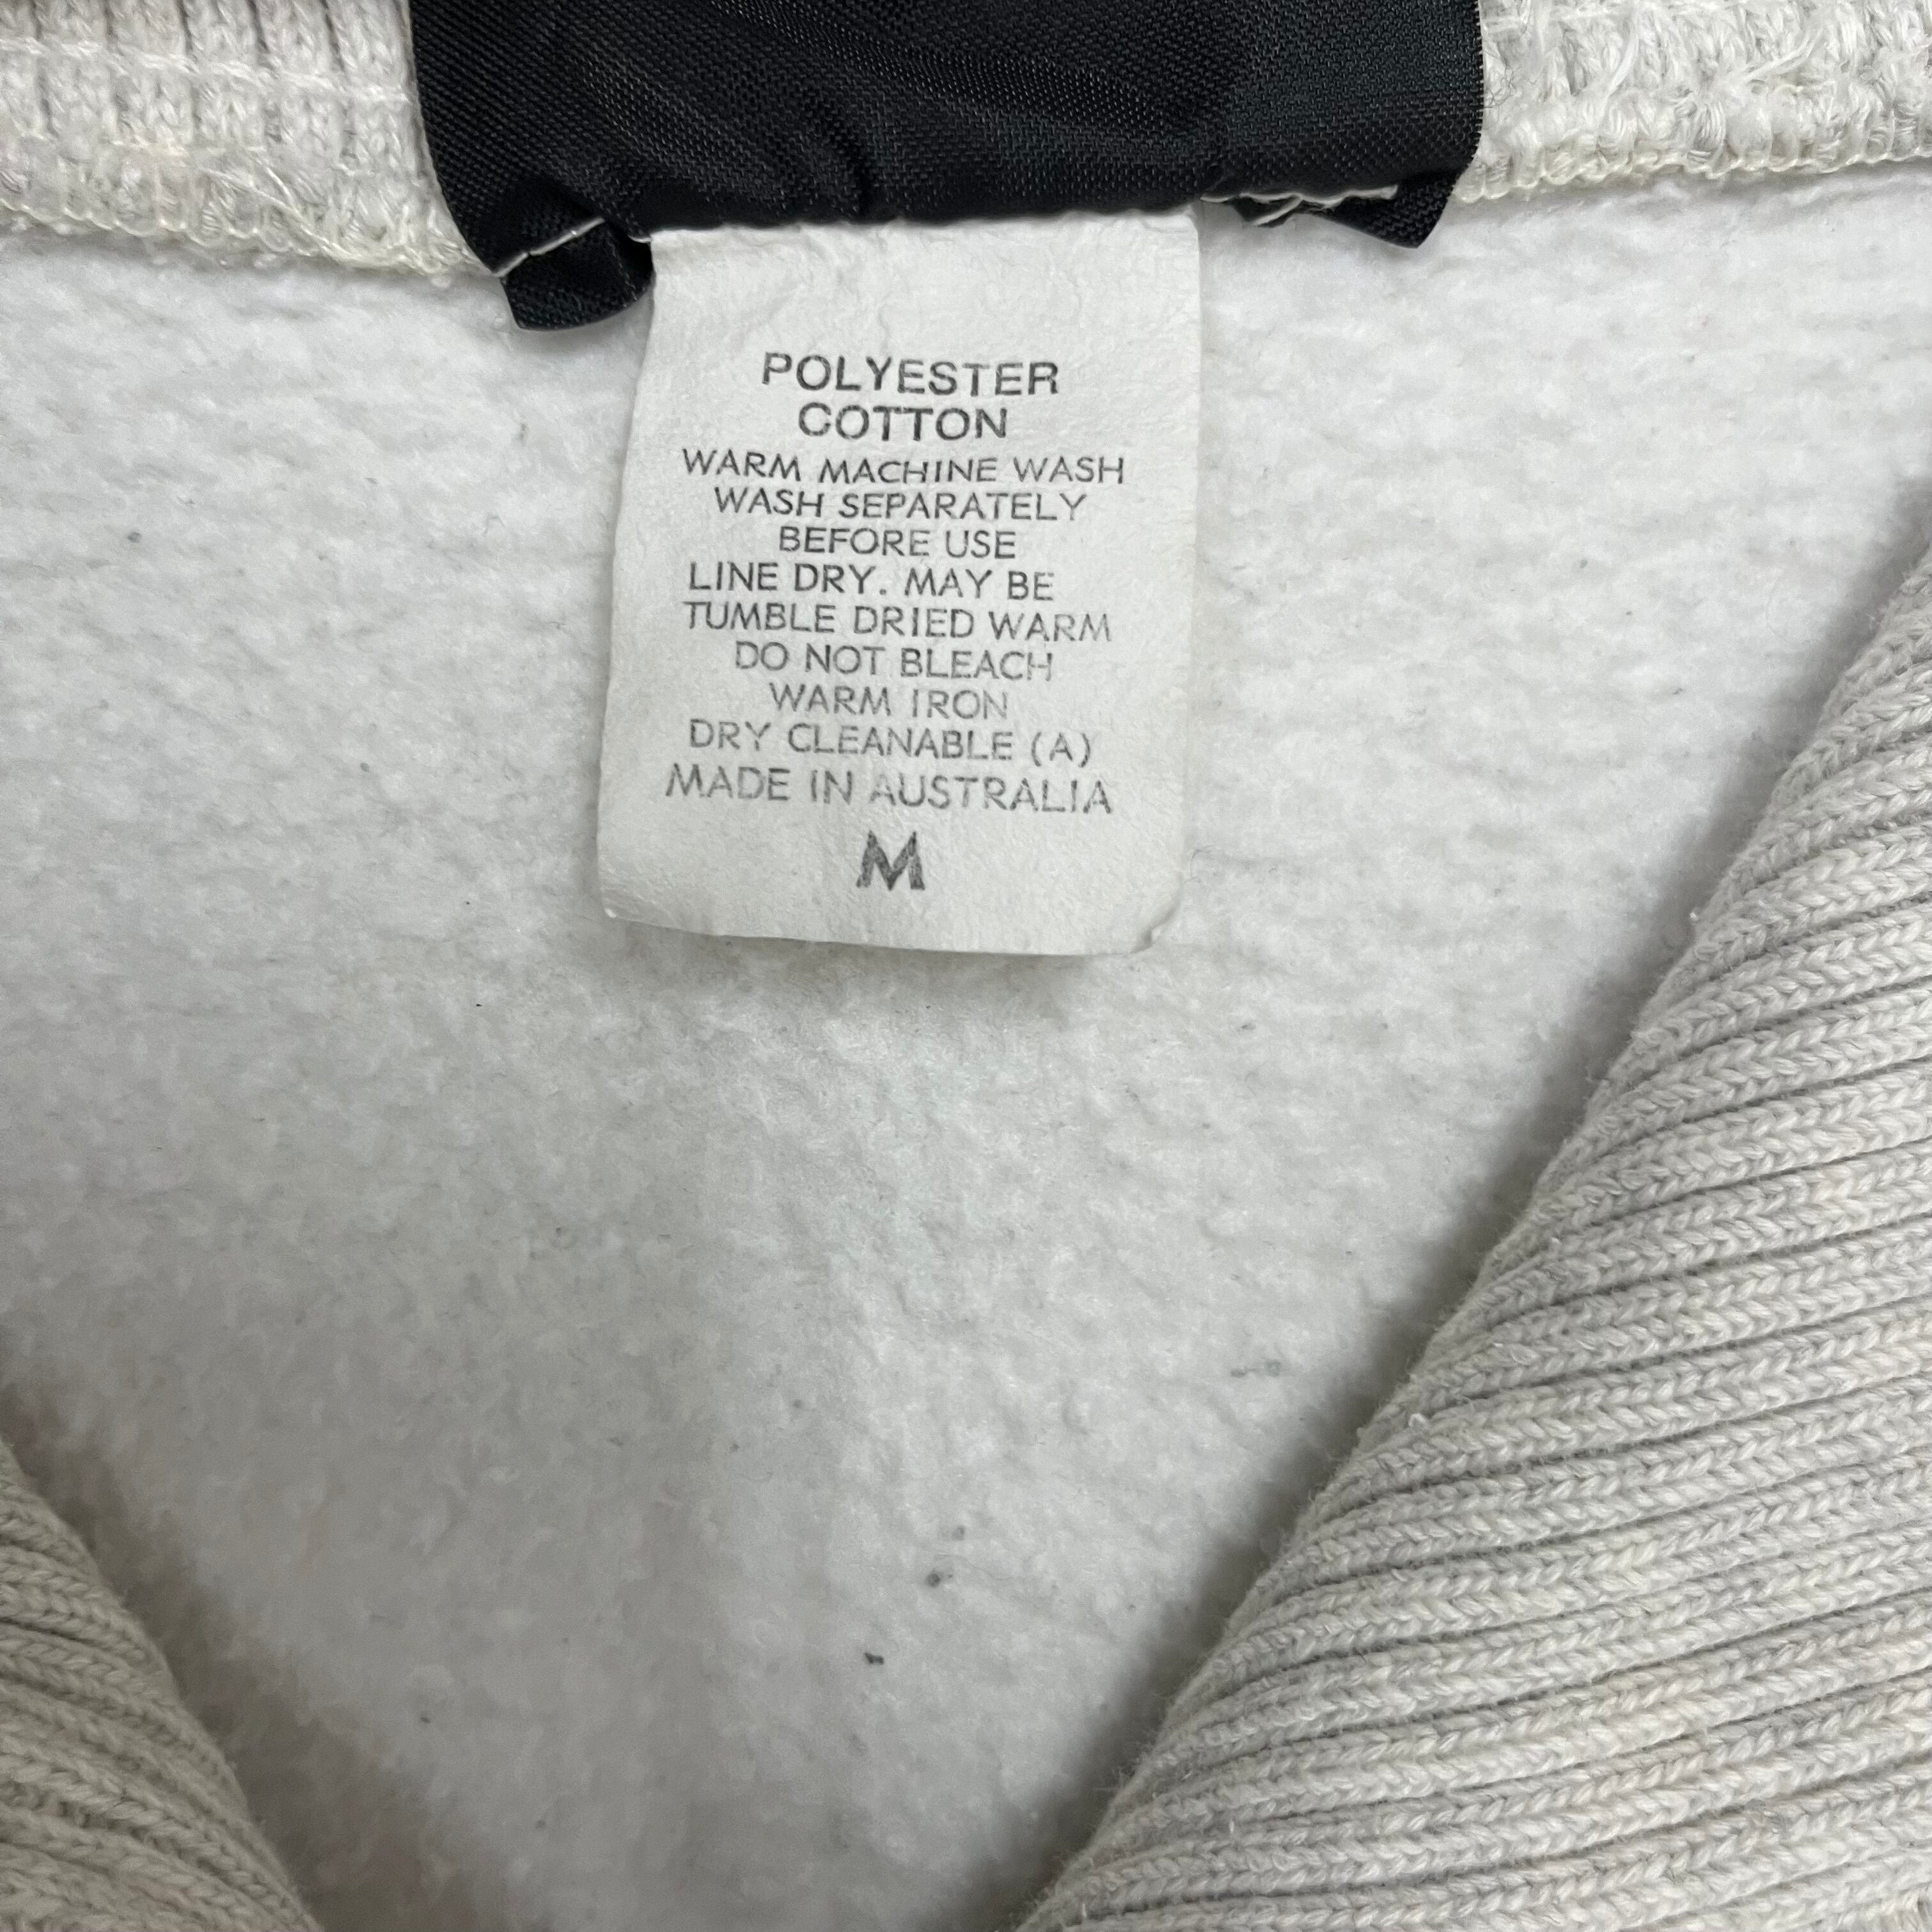 POLYESTER
COTTON
WARM MACHINE WASH
WASH SEPARATELY
BEFORE USE
LINE DRY. MAY BE
TUMBLE DRIED WARM
DO NOT BLEACH
WARM IRON
DRY CLEANABLE (A)
MADE IN AUSTRALIA
M